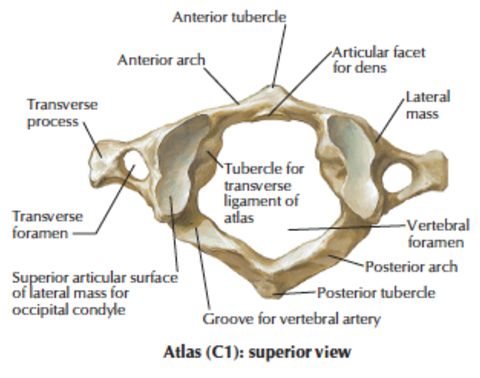 Anterior tubercle
Anterior arch
Articular facet
for dens
Transverse
process
Lateral
mass
Tubercle for
transverse
ligament of
atlas
Transverse
foramen
Vertebral
foramen
Posterior arch
Superior articular surface
of lateral mass for
occipital condyle
Posterior tubercle
Groove for vertebral artery
Atlas (C1): superior view